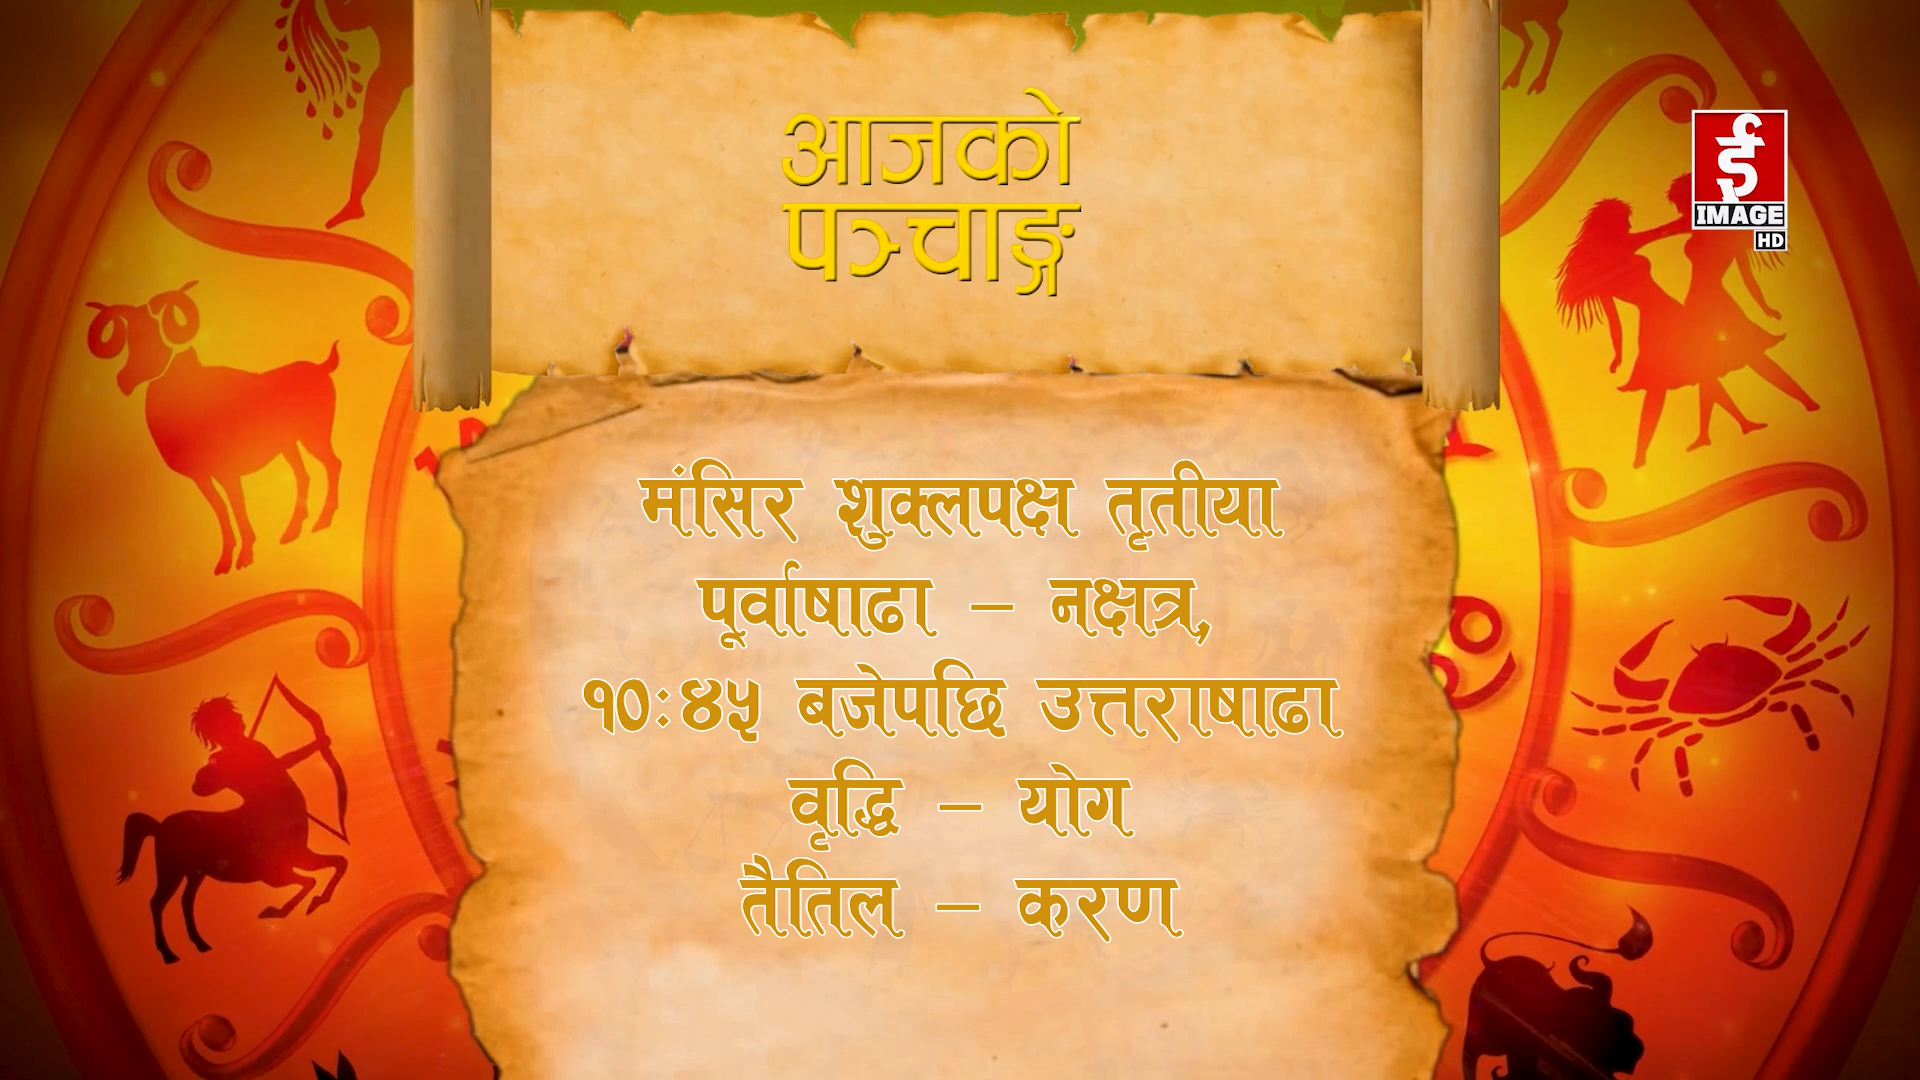 आजको
पञ्चाङ्ग
ई
IMAGE
HD
मंसिर शुक्लपक्ष तृतीया
पूर्वाषाढा – नक्षत्र,
१०:४५ बजेपछि उत्तराषाढा
वृद्धि – योग
तैतिल – करण